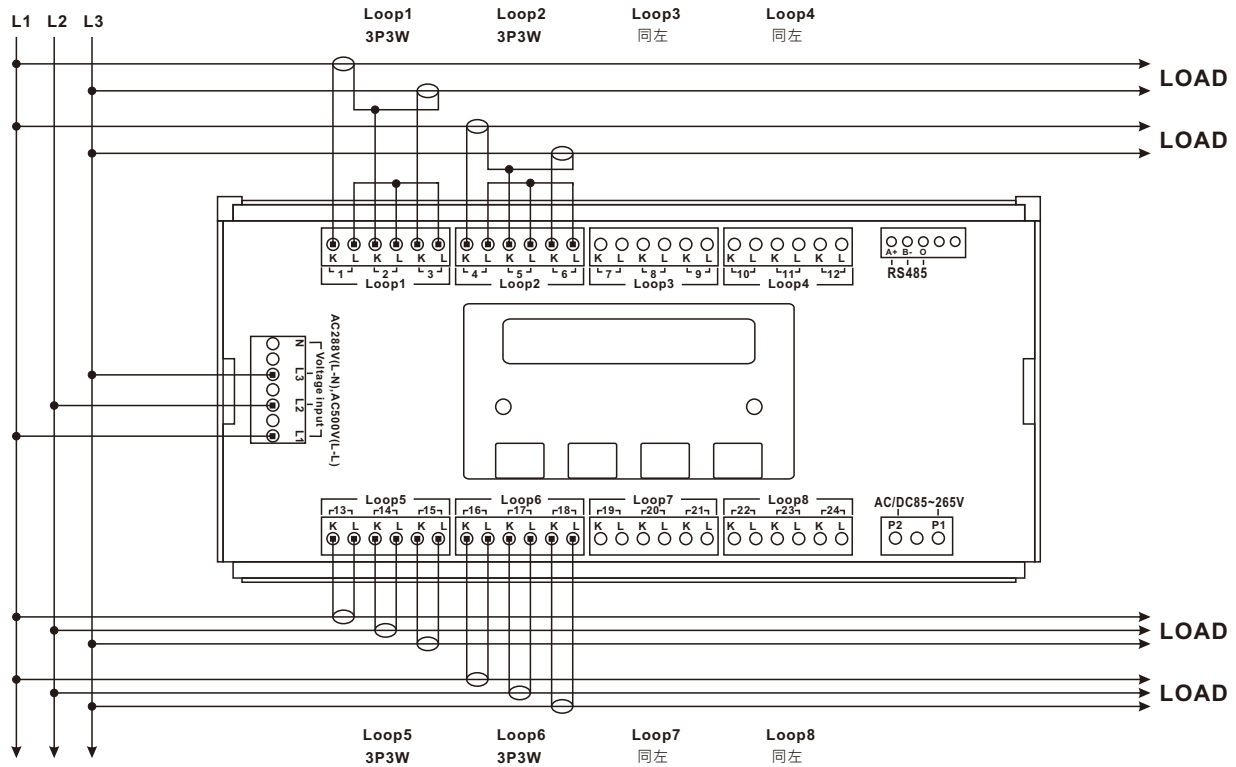 L1 L2 L3
Loop1 Loop2 Loop3 Loop4
3P3W 3P3W 同左 同左
LOAD
LOAD
K L K L K L K L K L K L K L K L K L K L K L K L
1 2 3 4 5 6 7 8 9 10 11 12
Loop1 Loop2 Loop3 Loop4
A+ B- O
RS485
N L3 L2 L1
Voltage input
AC288V(L-N),AC500V(L-L)
Loop5 Loop6 Loop7 Loop8
13 14 15 16 17 18 19 20 21 22 23 24
K L K L K L K L K L K L K L K L K L K L K L K L
AC/DC85~265V
P2 P1
LOAD
LOAD
Loop5 Loop6 Loop7 Loop8
3P3W 3P3W 同左 同左